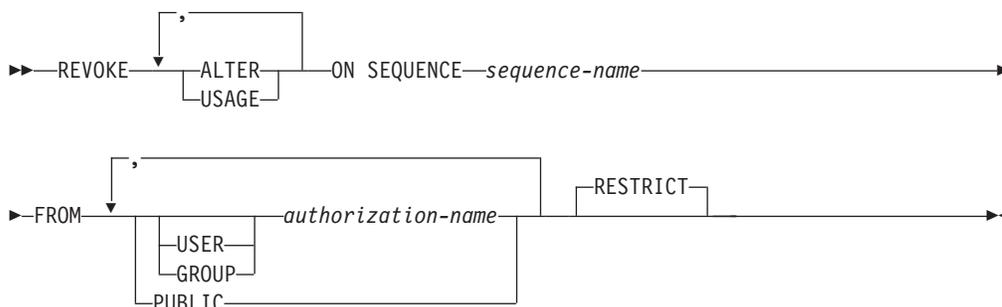 ,
REVOKE ALTER ON SEQUENCE sequence-name
USAGE
,
RESTRICT
FROM authorization-name
USER
GROUP
PUBLIC